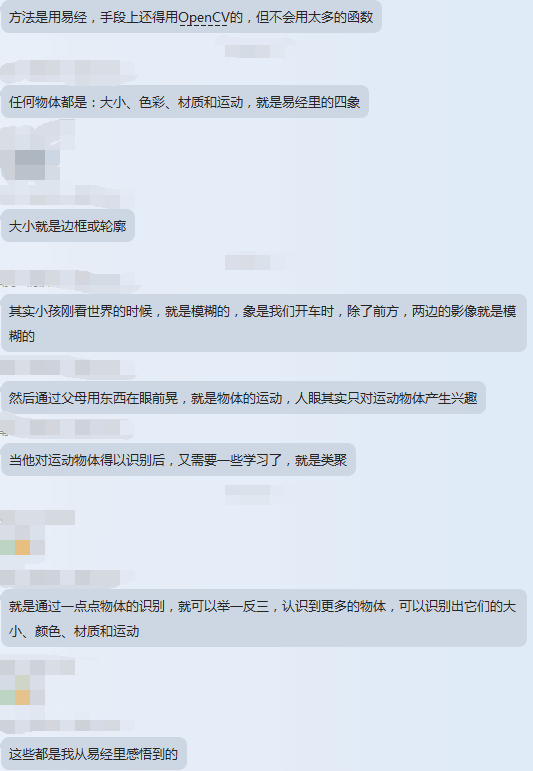 方法是用易经，手段上还得用OpenCV的，但不会用太多的函数
任何物体都是：大小、色彩、材质和运动，就是易经里的四象
大小就是边框或轮廓
其实小孩刚看世界的时候，就是模糊的，象是我们开车时，除了前方，两边的影像就是模
糊的
然后通过父母用东西在眼前晃，就是物体的运动，人眼其实只对运动物体产生兴趣
当他对运动物体得以识别后，又需要一些学习了，就是类聚
就是通过一点点物体的识别，就可以举一反三，认识到更多的物体，可以识别出它们的大
小、颜色、材质和运动
这些都是我从易经里感悟到的